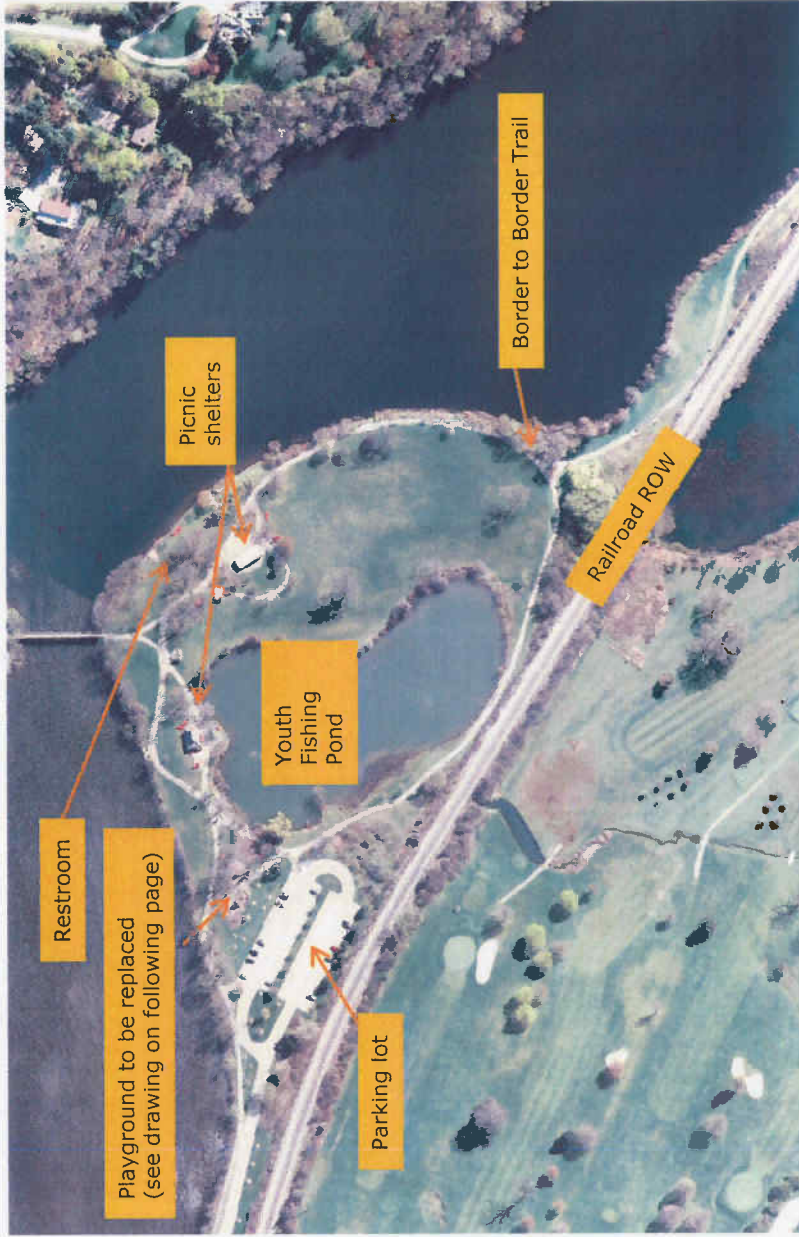 Restroom
Playground to be replaced
(see drawing on following page)
Parking lot
Picnic
shelters
Youth
Fishing
Pond
Border to Border Trail
Railroad ROW